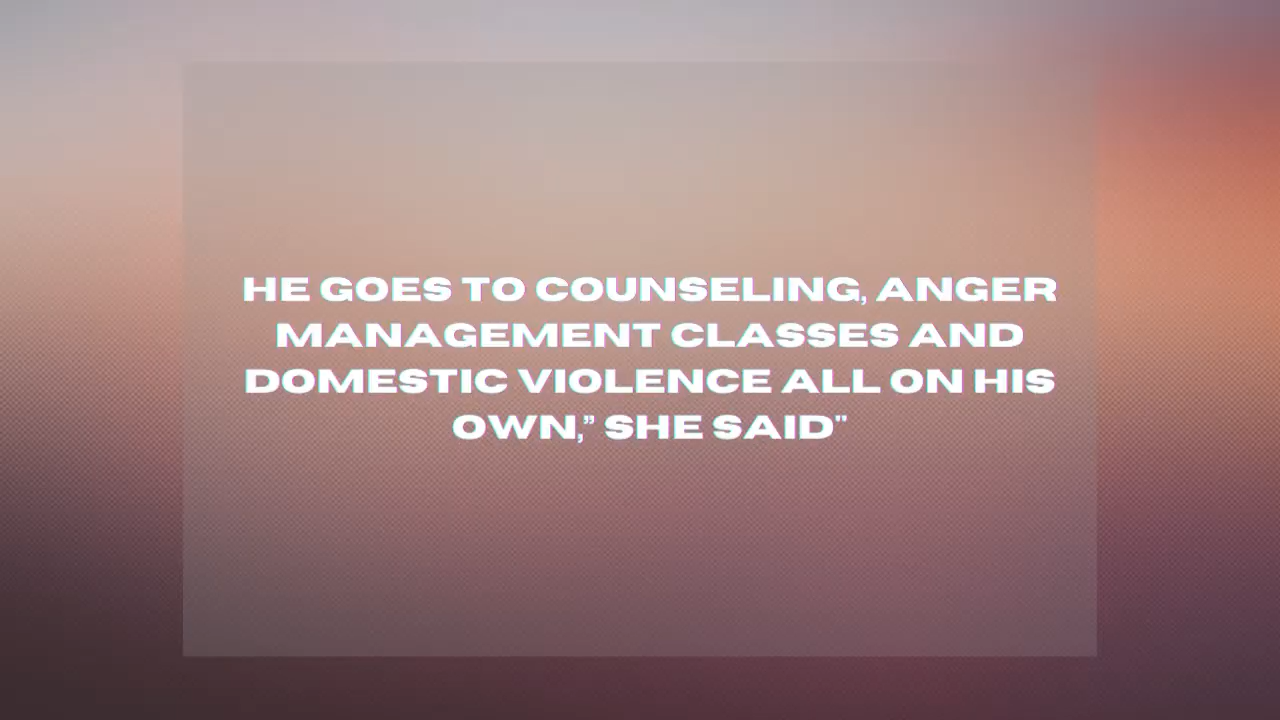 HE GOES TO COUNSELING, ANGER
MANAGEMENT CLASSES AND
DOMESTIC VIOLENCE ALL ON HIS
OWN,” SHE SAID"